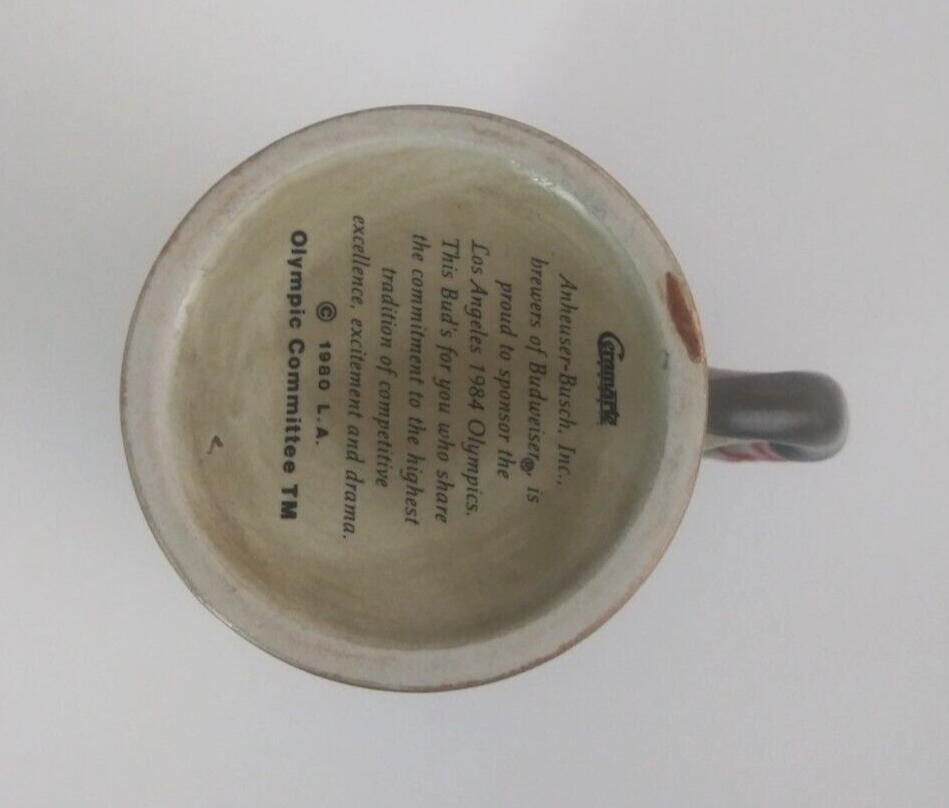 Ceramarte
Anheuser-Busch, Inc.,
brewers of Budweiser®, is
proud to sponsor the
Los Angeles 1984 Olympics.
This Bud's for you who share
the commitment to the highest
tradition of competitive
excellence, excitement and drama.
© 1980 L.A.
Olympic Committee TM